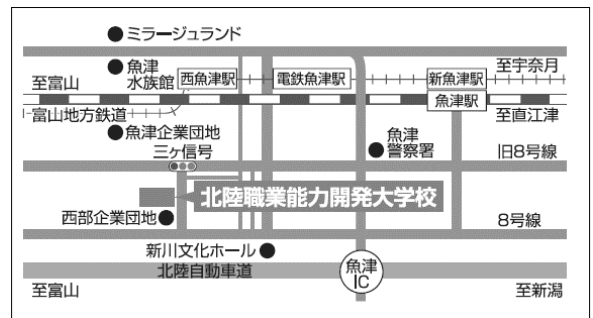 ミラージュランド
至宇奈月
魚津
水族館
西魚津駅
電鉄魚津駅
新魚津駅
至富山
魚津駅
富山地方鉄道
至直江津
魚津企業団地
三ヶ信号
魚津
警察署
旧8号線
北陸職業能力開発大学校
西部企業団地
8号線
新川文化ホール
北陸自動車道
魚津
IC
至富山
至新潟